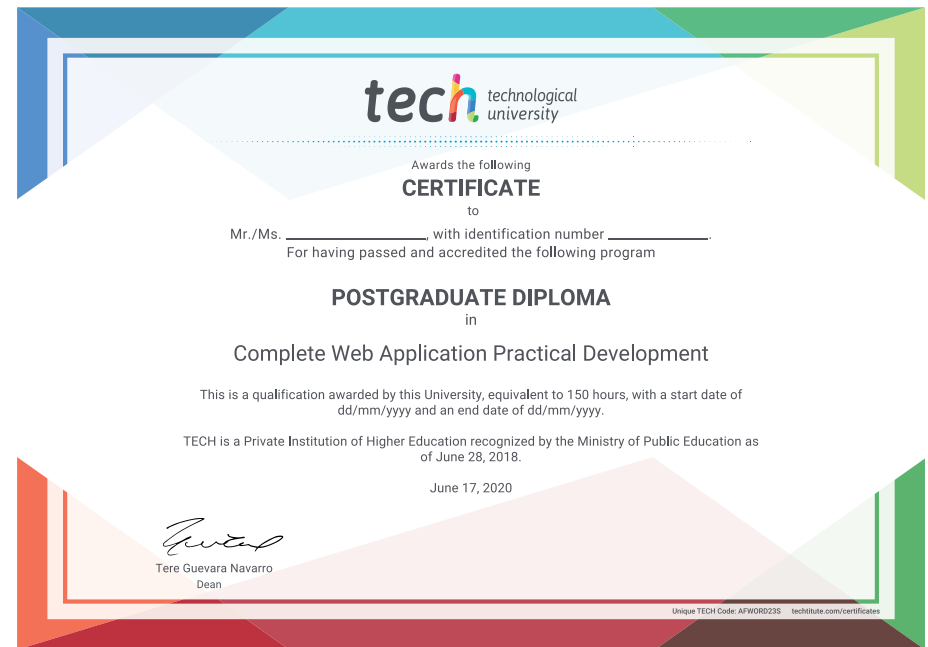 tech technological
university
Awards the following
CERTIFICATE
to
Mr./Ms. ____________________, with identification number ______________.
For having passed and accredited the following program
POSTGRADUATE DIPLOMA
in
Complete Web Application Practical Development
This is a qualification awarded by this University, equivalent to 150 hours, with a start date of
dd/mm/yyyy and an end date of dd/mm/yyyy.
TECH is a Private Institution of Higher Education recognized by the Ministry of Public Education as
of June 28, 2018.
June 17, 2020
Tere Guevara Navarro
Dean
Unique TECH Code: AFWORD23S techtitute.com/certificates